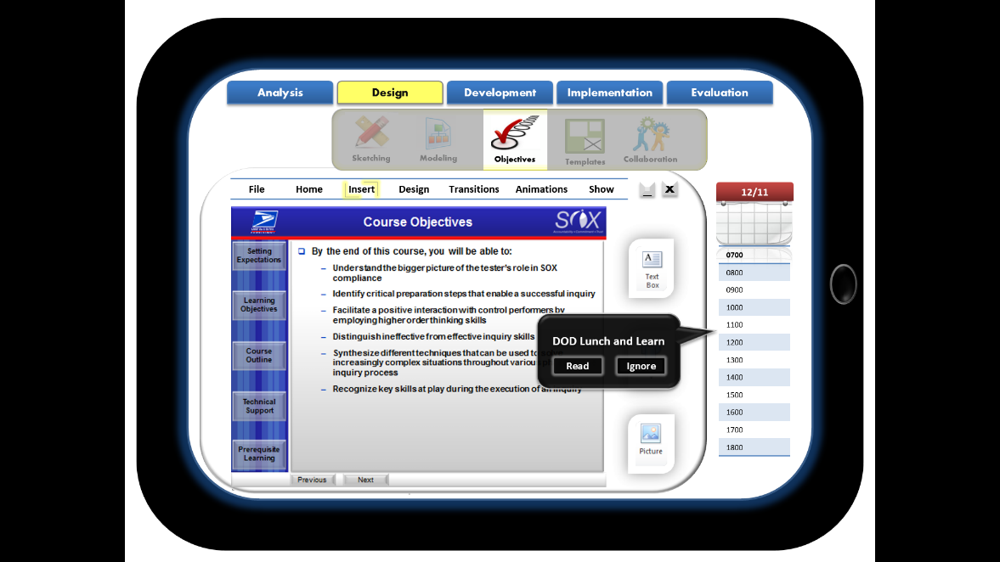 Analysis
Design
Development
Implementation
Evaluation
Sketching
Modeling
Objectives
Templates
Collaboration
File
Home
Insert
Design
Transitions
Animations
Show
X
12/11
Course Objectives
SOX
Setting
Expectations
Learning
Objectives
Course
Outline
Technical
Support
Prerequisite
Learning
By the end of this course, you will be able to:
– Understand the bigger picture of the tester's role in SOX
compliance
– Identify critical preparation steps that enable a successful inquiry
– Facilitate a positive interaction with control performers by
employing higher order thinking skills
– Distinguish ineffective from effective inquiry skills
– Synthesize different techniques that can be used to
increasingly complex situations throughout
inquiry process
– Recognize key skills at play during the execution of an inquiry
Previous
Next
A
Text
Box
DOD Lunch and Learn
Read
Ignore
Picture
0700
0800
0900
1000
1100
1200
1300
1400
1500
1600
1700
1800